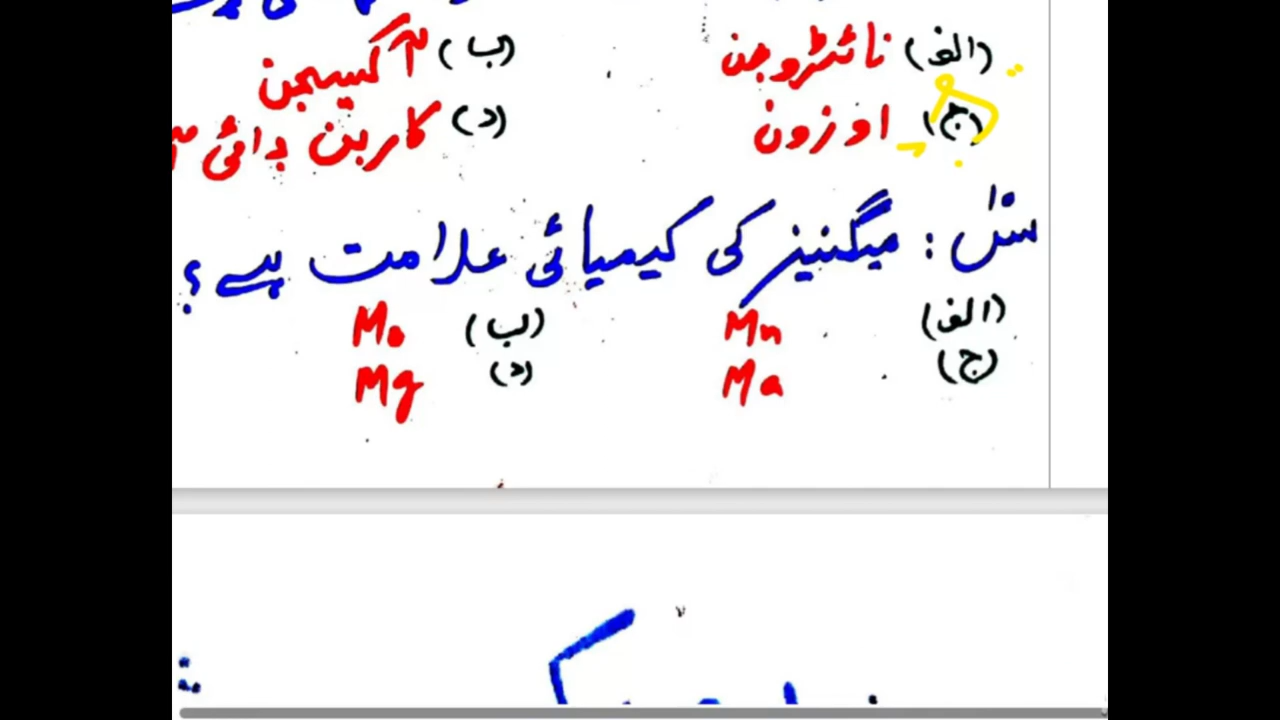 (الف) نائٹروجن (ب) آکسیجن
(ج) اوزون (د) کاربن ڈائی
س: میگنیز کی کیمیائی علامت ہے؟
(الف) Mn (ب) Mo
(ج) Ma (د) Mg